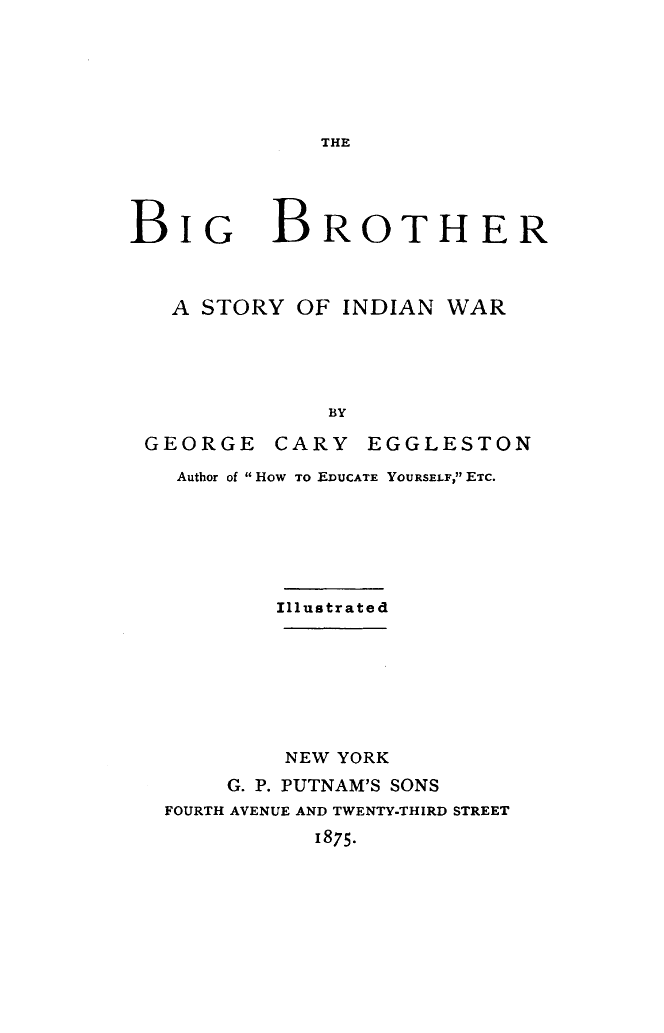 THE
BIG BROTHER
A STORY OF INDIAN WAR
BY
GEORGE CARY EGGLESTON
Author of "HOW TO EDUCATE YOURSELF," ETC.
Illustrated
NEW YORK
G. P. PUTNAM'S SONS
FOURTH AVENUE AND TWENTY-THIRD STREET
1875.